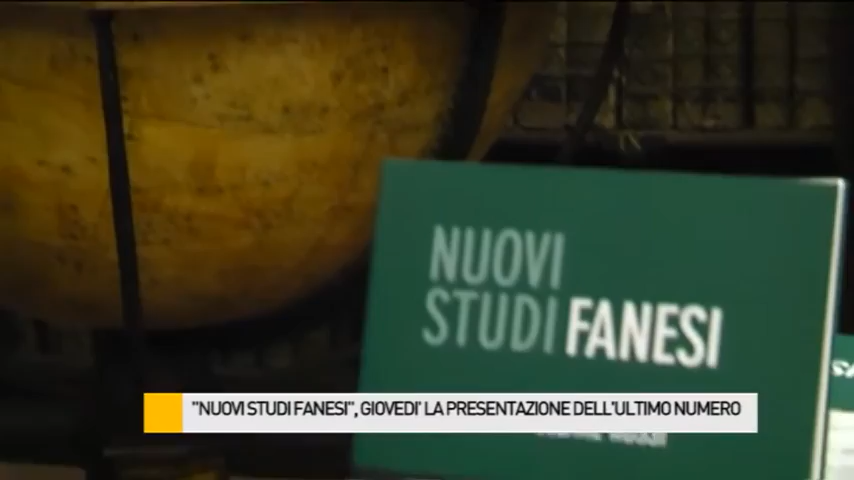 NUOVI
STUDI FANESI
"NUOVI STUDI FANESI", GIOVEDI' LA PRESENTAZIONE DELL'ULTIMO NUMERO